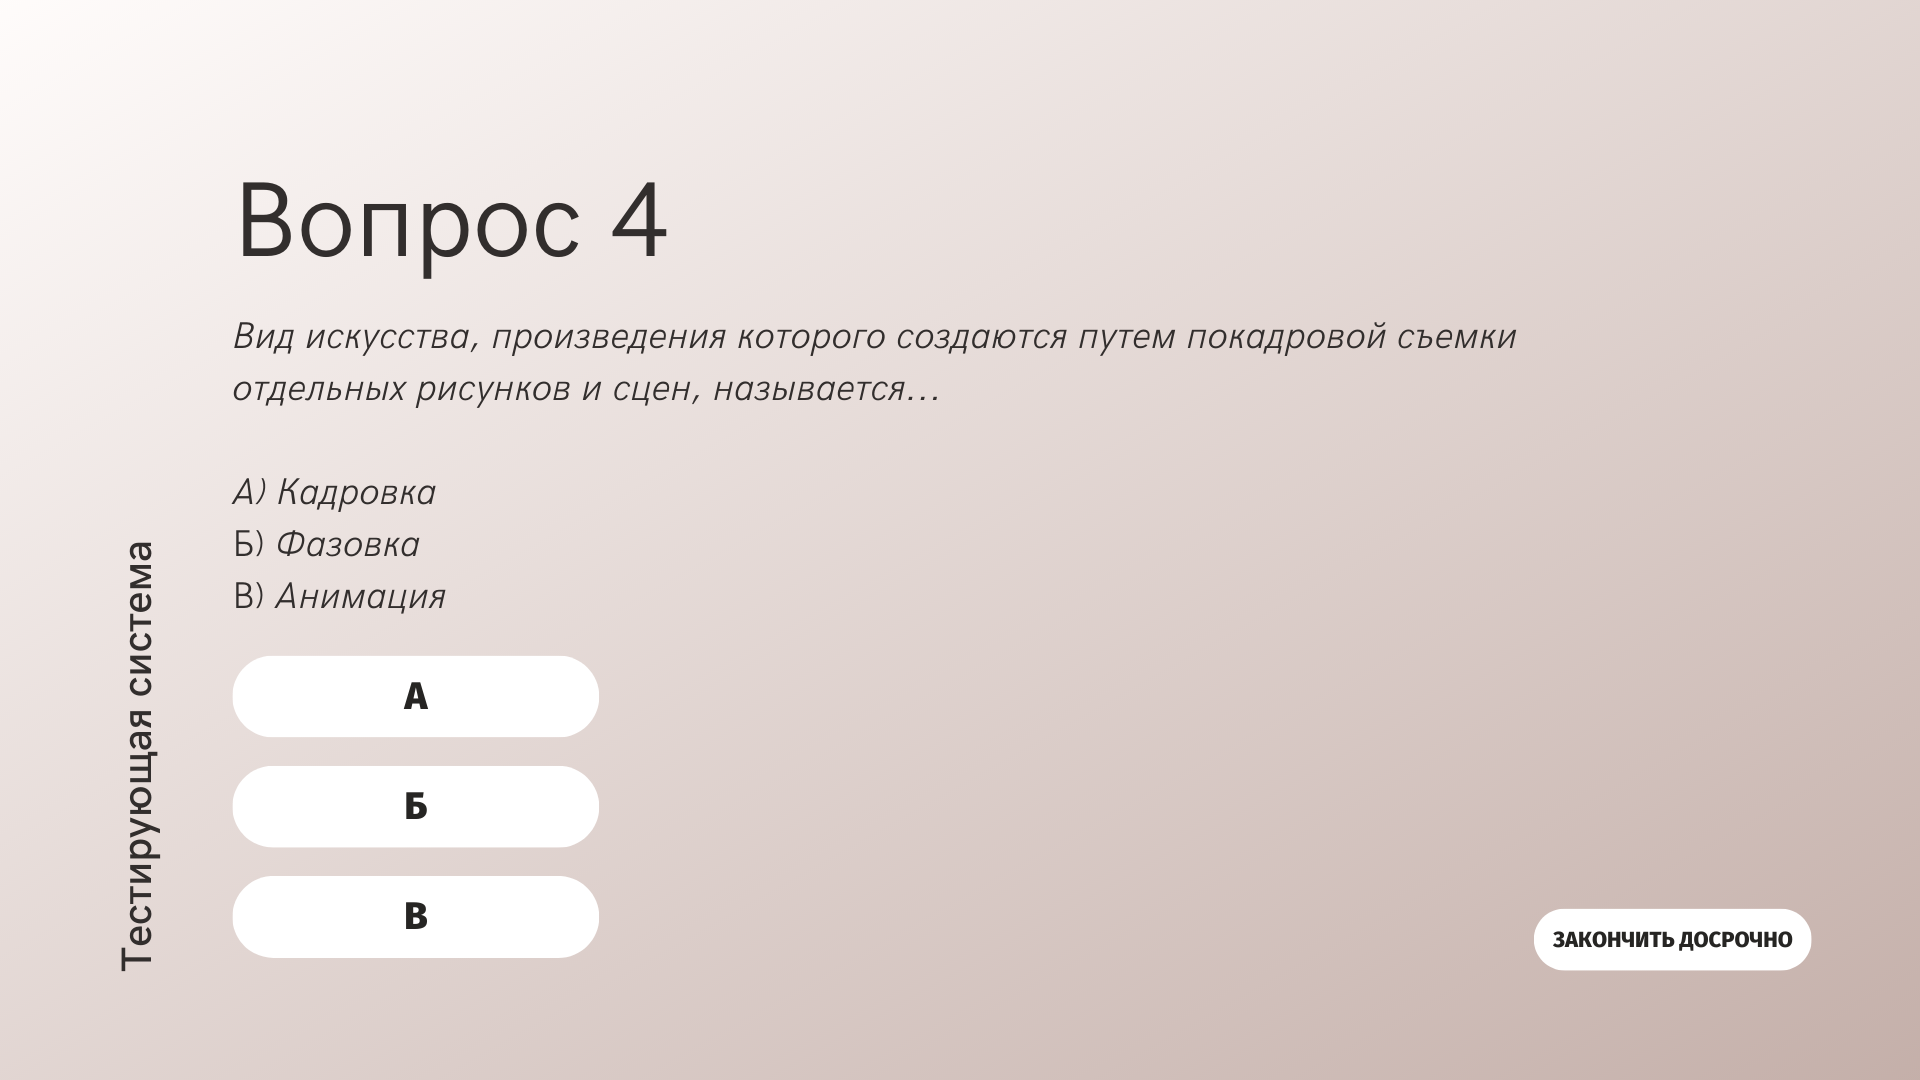 Вопрос 4
Вид искусства, произведения которого создаются путем покадровой съемки
отдельных рисунков и сцен, называется...
А) Кадровка
Б) Фазовка
В) Анимация
Тестирующая система
А
Б
В
ЗАКОНЧИТЬ ДОСРОЧНО